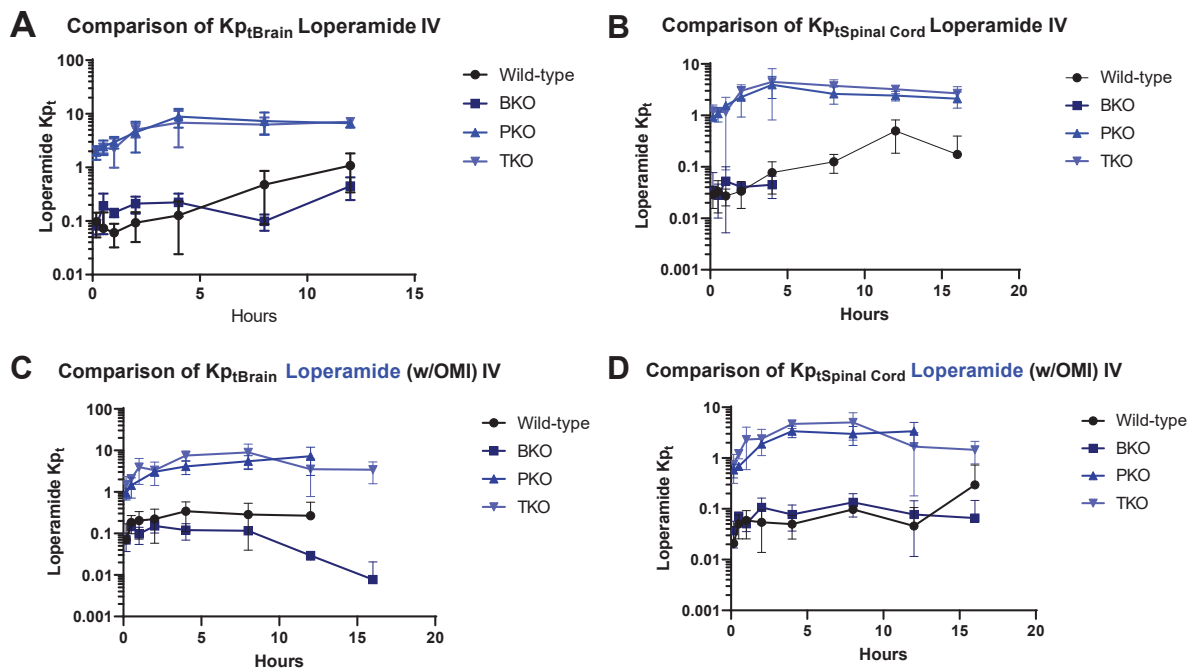 A Comparison of KptBrain Loperamide IV
Loperamide Kpt
100
10
1
0.1
0.01
0 5 10 15
Hours
Wild-type
BKO
PKO
TKO
B Comparison of KptSpinal Cord Loperamide IV
Loperamide Kpt
10
1
0.1
0.01
0.001
0 5 10 15 20
Hours
Wild-type
BKO
PKO
TKO
C Comparison of KptBrain Loperamide (w/OMI) IV
Loperamide Kpt
100
10
1
0.1
0.01
0.001
0 5 10 15 20
Hours
Wild-type
BKO
PKO
TKO
D Comparison of KptSpinal Cord Loperamide (w/OMI) IV
Loperamide Kpt
10
1
0.1
0.01
0.001
0 5 10 15 20
Hours
Wild-type
BKO
PKO
TKO